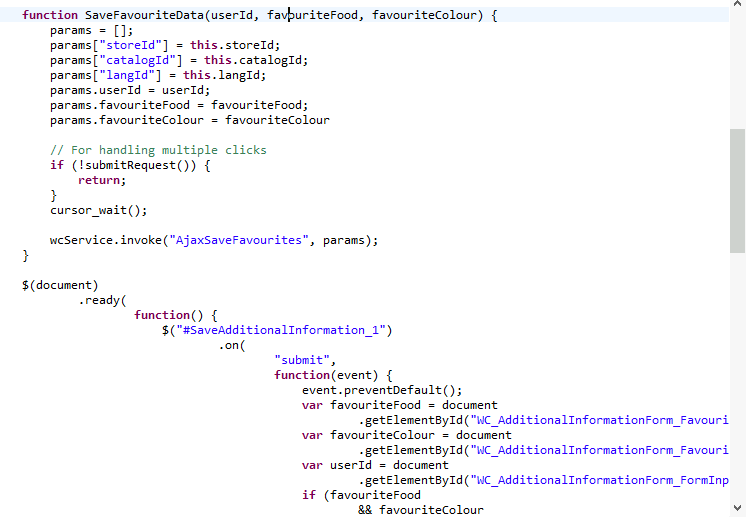 function SaveFavouriteData(userId, favouriteFood, favouriteColour) {
    params = [];
    params["storeId"] = this.storeId;
    params["catalogId"] = this.catalogId;
    params["langId"] = this.langId;
    params.userId = userId;
    params.favouriteFood = favouriteFood;
    params.favouriteColour = favouriteColour
    // For handling multiple clicks
    if (!submitRequest()) {
        return;
    }
    cursor_wait();
    wcService.invoke("AjaxSaveFavourites", params);
}
$(document)
        .ready(
                function() {
                    $("#SaveAdditionalInformation_1")
                            .on(
                                    "submit",
                                    function(event) {
                                        event.preventDefault();
                                        var favouriteFood = document
                                                .getElementById("WC_AdditionalInformationForm_Favouri
                                        var favouriteColour = document
                                                .getElementById("WC_AdditionalInformationForm_Favouri
                                        var userId = document
                                                .getElementById("WC_AdditionalInformationForm_FormInp
                                        if (favouriteFood
                                                && favouriteColour